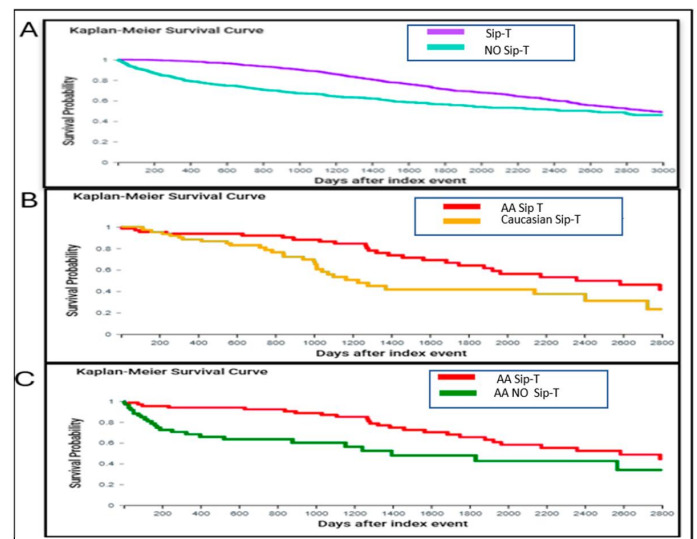 A
Kaplan-Meier Survival Curve
Sip-T
NO Sip-T
Survival Probability
1
0.8
0.6
0.4
0.2
0
200 400 600 800 1000 1200 1400 1600 1800 2000 2200 2400 2600 2800 3000
Days after index event
B
Kaplan-Meier Survival Curve
AA Sip T
Caucasian Sip-T
Survival Probability
1
0.8
0.6
0.4
0.2
0
200 400 600 800 1000 1200 1400 1600 1800 2000 2200 2400 2600 2800
Days after index event
C
Kaplan-Meier Survival Curve
AA Sip-T
AA NO Sip-T
Survival Probability
1
0.8
0.6
0.4
0.2
0
200 400 600 800 1000 1200 1400 1600 1800 2000 2200 2400 2600 2800
Days after index event